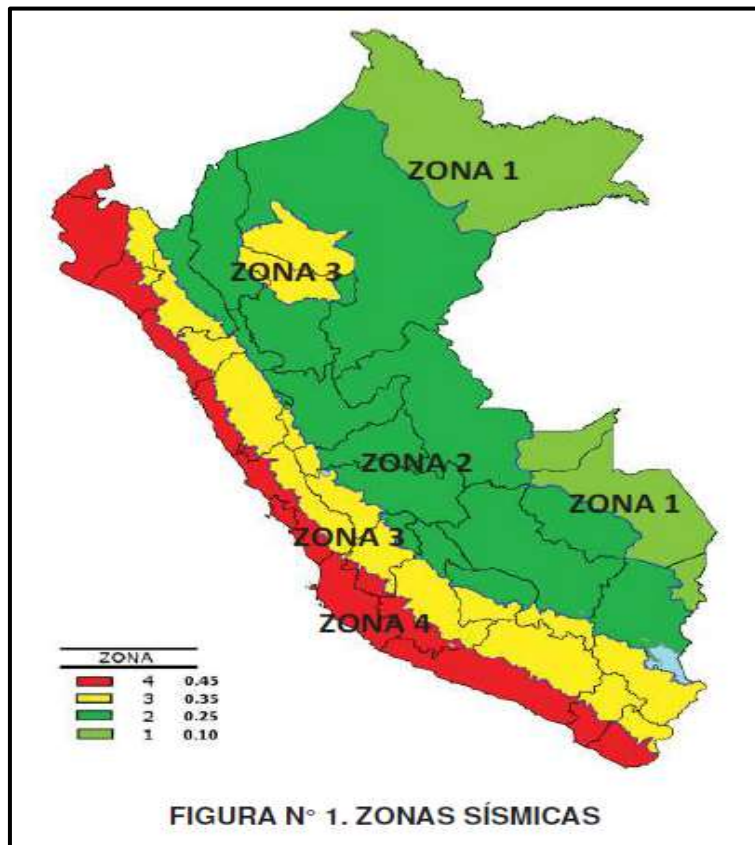 ZONA 1
ZONA 3
ZONA 2
ZONA 1
ZONA 3
ZONA 4
ZONA
4 0.45
3 0.35
2 0.25
1 0.10
FIGURA N° 1. ZONAS SÍSMICAS